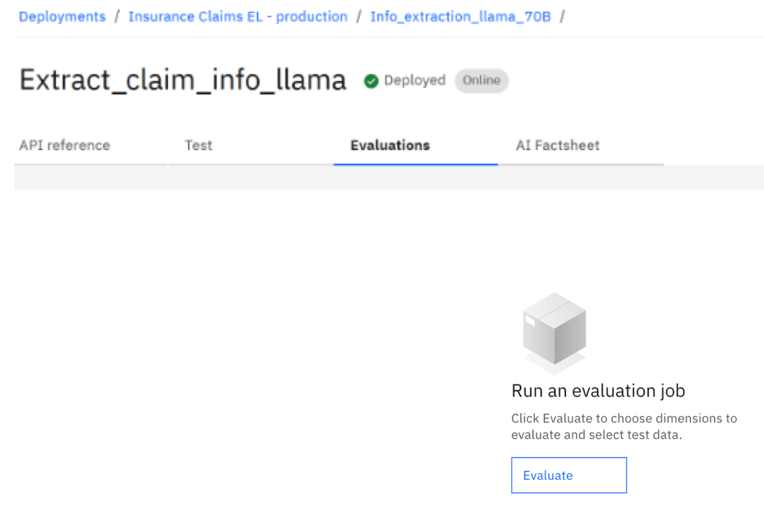 Deployments / Insurance Claims EL - production / Info_extraction_llama_70B /
Extract_claim_info_llama Deployed Online
API reference Test Evaluations AI Factsheet
Run an evaluation job
Click Evaluate to choose dimensions to
evaluate and select test data.
Evaluate